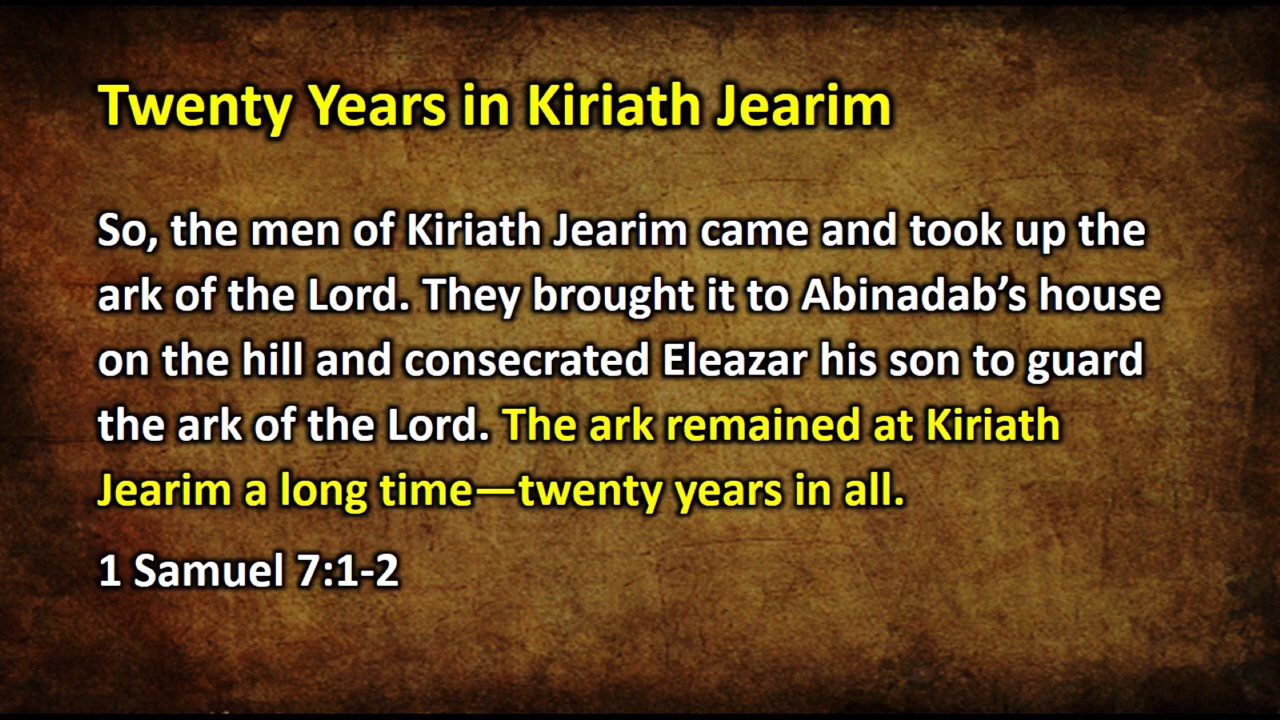 Twenty Years in Kiriath Jearim
So, the men of Kiriath Jearim came and took up the
ark of the Lord. They brought it to Abinadab’s house
on the hill and consecrated Eleazar his son to guard
the ark of the Lord. The ark remained at Kiriath
Jearim a long time—twenty years in all.
1 Samuel 7:1-2